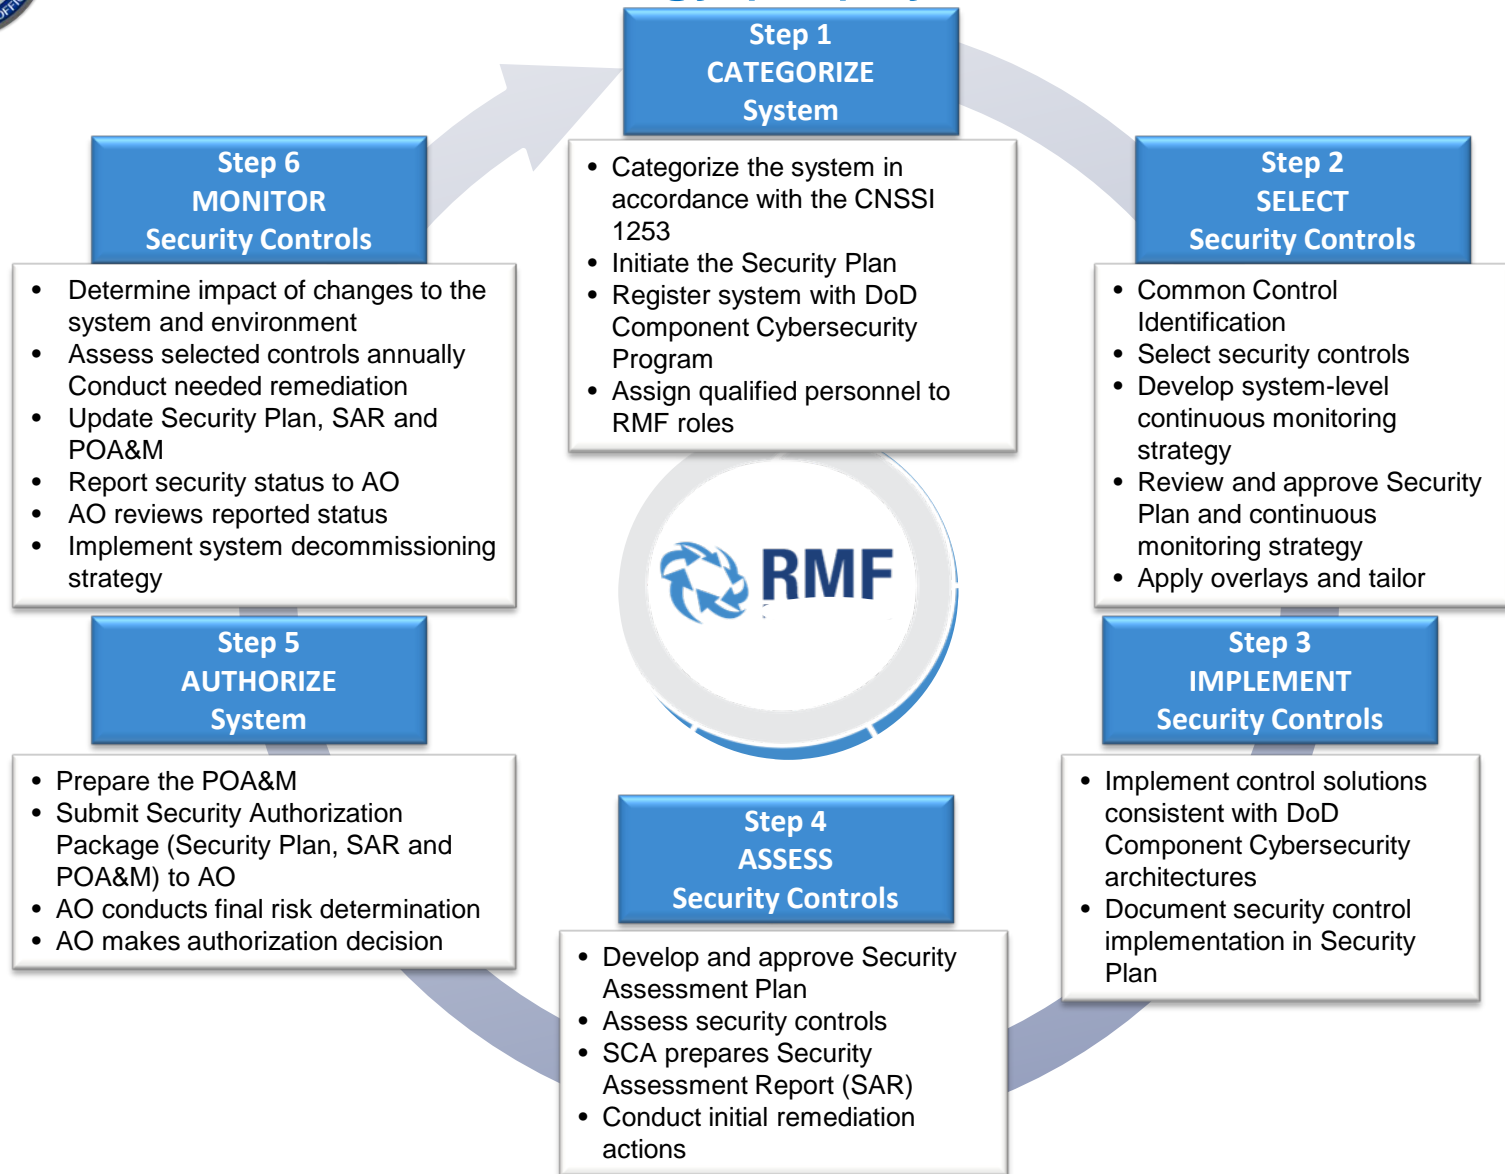 OFFICE
Step 1
CATEGORIZE
System
• Categorize the system in
accordance with the CNSSI
1253
• Initiate the Security Plan
• Register system with DoD
Component Cybersecurity
Program
• Assign qualified personnel to
RMF roles
Step 2
SELECT
Security Controls
• Common Control
Identification
• Select security controls
• Develop system-level
continuous monitoring
strategy
• Review and approve Security
Plan and continuous
monitoring strategy
• Apply overlays and tailor
Step 3
IMPLEMENT
Security Controls
• Implement control solutions
consistent with DoD
Component Cybersecurity
architectures
• Document security control
implementation in Security
Plan
Step 4
ASSESS
Security Controls
• Develop and approve Security
Assessment Plan
• Assess security controls
• SCA prepares Security
Assessment Report (SAR)
• Conduct initial remediation
actions
Step 5
AUTHORIZE
System
• Prepare the POA&M
• Submit Security Authorization
Package (Security Plan, SAR and
POA&M) to AO
• AO conducts final risk determination
• AO makes authorization decision
Step 6
MONITOR
Security Controls
• Determine impact of changes to the
system and environment
• Assess selected controls annually
Conduct needed remediation
• Update Security Plan, SAR and
POA&M
• Report security status to AO
• AO reviews reported status
• Implement system decommissioning
strategy
RMF